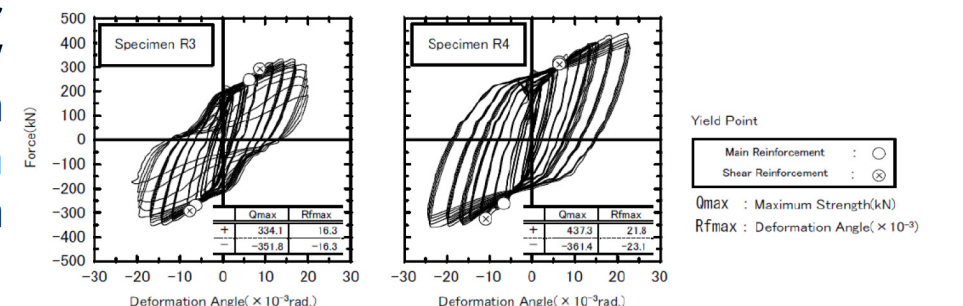 Specimen R3
500
400
300
200
100
0
-100
-200
-300
-400
-500
Force(kN)
-30 -20 -10 0 10 20 30
Deformation Angle(×10⁻³rad.)
Qmax Rfmax
+ 334.1 16.3
− -351.8 -16.3
Specimen R4
-30 -20 -10 0 10 20 30
Deformation Angle(×10⁻³rad.)
Qmax Rfmax
+ 437.3 21.8
− -361.4 -23.1
Yield Point
Main Reinforcement : ○
Shear Reinforcement : ⊗
Qmax : Maximum Strength(kN)
Rfmax : Deformation Angle(×10⁻³)